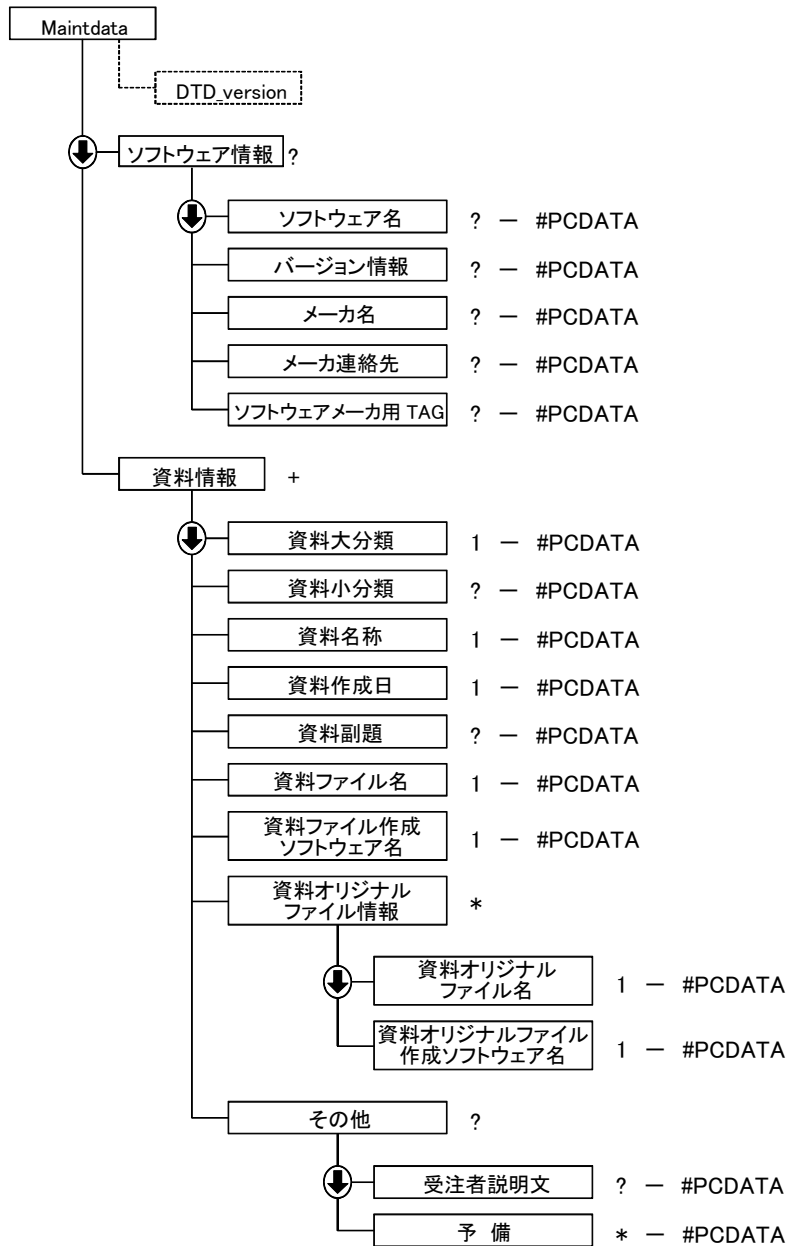 Maintdata
DTD_version
ソフトウェア情報 ?
ソフトウェア名 ? － #PCDATA
バージョン情報 ? － #PCDATA
メーカ名 ? － #PCDATA
メーカ連絡先 ? － #PCDATA
ソフトウェアメーカ用 TAG ? － #PCDATA
資料情報 +
資料大分類 1 － #PCDATA
資料小分類 ? － #PCDATA
資料名称 1 － #PCDATA
資料作成日 1 － #PCDATA
資料副題 ? － #PCDATA
資料ファイル名 1 － #PCDATA
資料ファイル作成
ソフトウェア名 1 － #PCDATA
資料オリジナル
ファイル情報 *
資料オリジナル
ファイル名 1 － #PCDATA
資料オリジナルファイル
作成ソフトウェア名 1 － #PCDATA
その他 ?
受注者説明文 ? － #PCDATA
予 備 * － #PCDATA